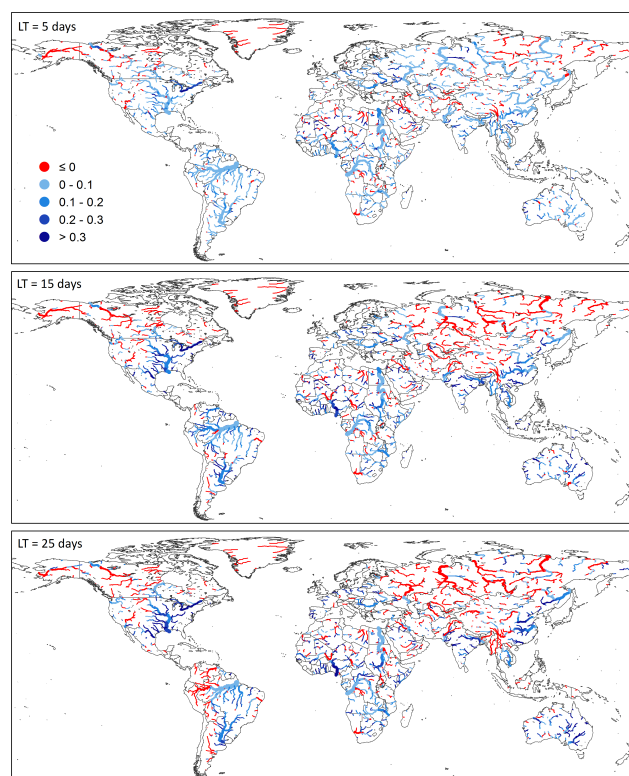 LT = 5 days
≤ 0
0 - 0.1
0.1 - 0.2
0.2 - 0.3
> 0.3
LT = 15 days
LT = 25 days